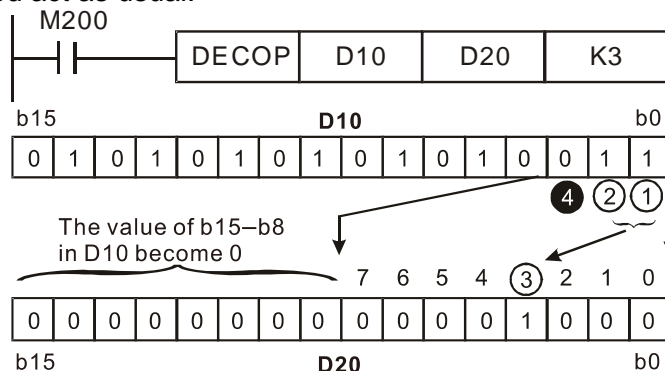 M200
DECOP D10 D20 K3
b15 D10 b0
0 1 0 1 0 1 0 1 0 1 0 1 0 0 1 1
4 2 1
The value of b15–b8
in D10 become 0
7 6 5 4 3 2 1 0
0 0 0 0 0 0 0 0 0 0 0 0 1 0 0 0
b15 D20 b0